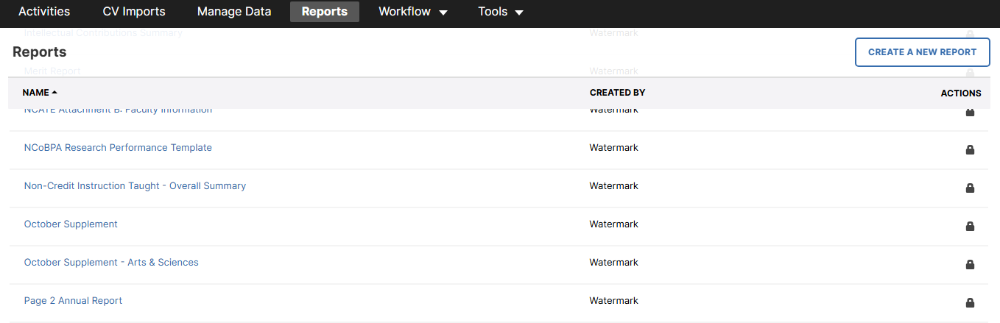 Activities CV Imports Manage Data Reports Workflow Tools
Intellectual Contributions Summary Watermark
Reports CREATE A NEW REPORT
Merit Report Watermark
NAME CREATED BY ACTIONS
NCATE Attachment B: Faculty Information Watermark
NCoBPA Research Performance Template Watermark
Non-Credit Instruction Taught - Overall Summary Watermark
October Supplement Watermark
October Supplement - Arts & Sciences Watermark
Page 2 Annual Report Watermark